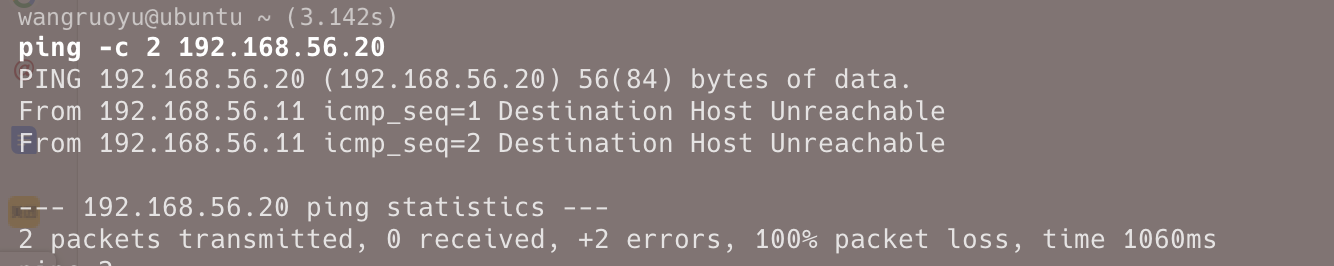 wangruoyu@ubuntu ~ (3.142s)
ping -c 2 192.168.56.20
PING 192.168.56.20 (192.168.56.20) 56(84) bytes of data.
From 192.168.56.11 icmp_seq=1 Destination Host Unreachable
From 192.168.56.11 icmp_seq=2 Destination Host Unreachable
--- 192.168.56.20 ping statistics ---
2 packets transmitted, 0 received, +2 errors, 100% packet loss, time 1060ms